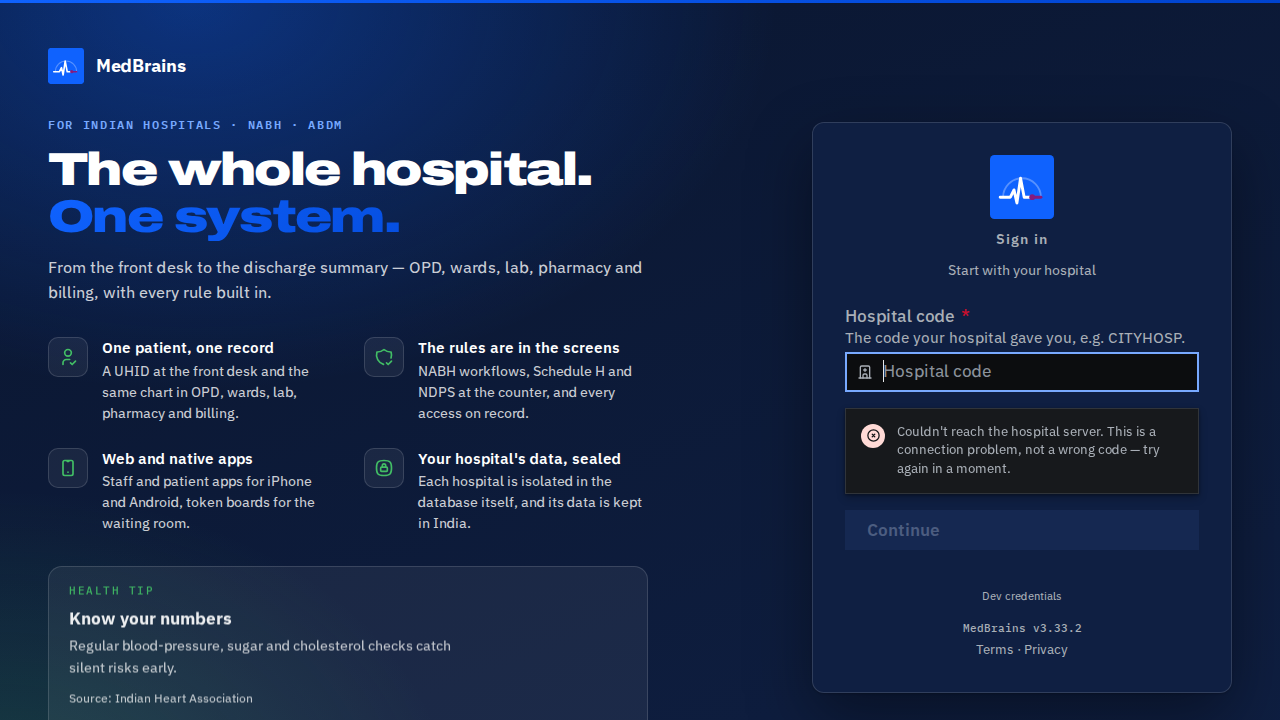 MedBrains
FOR INDIAN HOSPITALS · NABH · ABDM
The whole hospital.
One system.
From the front desk to the discharge summary — OPD, wards, lab, pharmacy and
billing, with every rule built in.
One patient, one record
A UHID at the front desk and the
same chart in OPD, wards, lab,
pharmacy and billing.
The rules are in the screens
NABH workflows, Schedule H and
NDPS at the counter, and every
access on record.
Web and native apps
Staff and patient apps for iPhone
and Android, token boards for the
waiting room.
Your hospital's data, sealed
Each hospital is isolated in the
database itself, and its data is kept
in India.
HEALTH TIP
Know your numbers
Regular blood-pressure, sugar and cholesterol checks catch
silent risks early.
Source: Indian Heart Association
Sign in
Start with your hospital
Hospital code *
The code your hospital gave you, e.g. CITYHOSP.
Hospital code
Couldn't reach the hospital server. This is a
connection problem, not a wrong code — try
again in a moment.
Continue
Dev credentials
MedBrains v3.33.2
Terms · Privacy